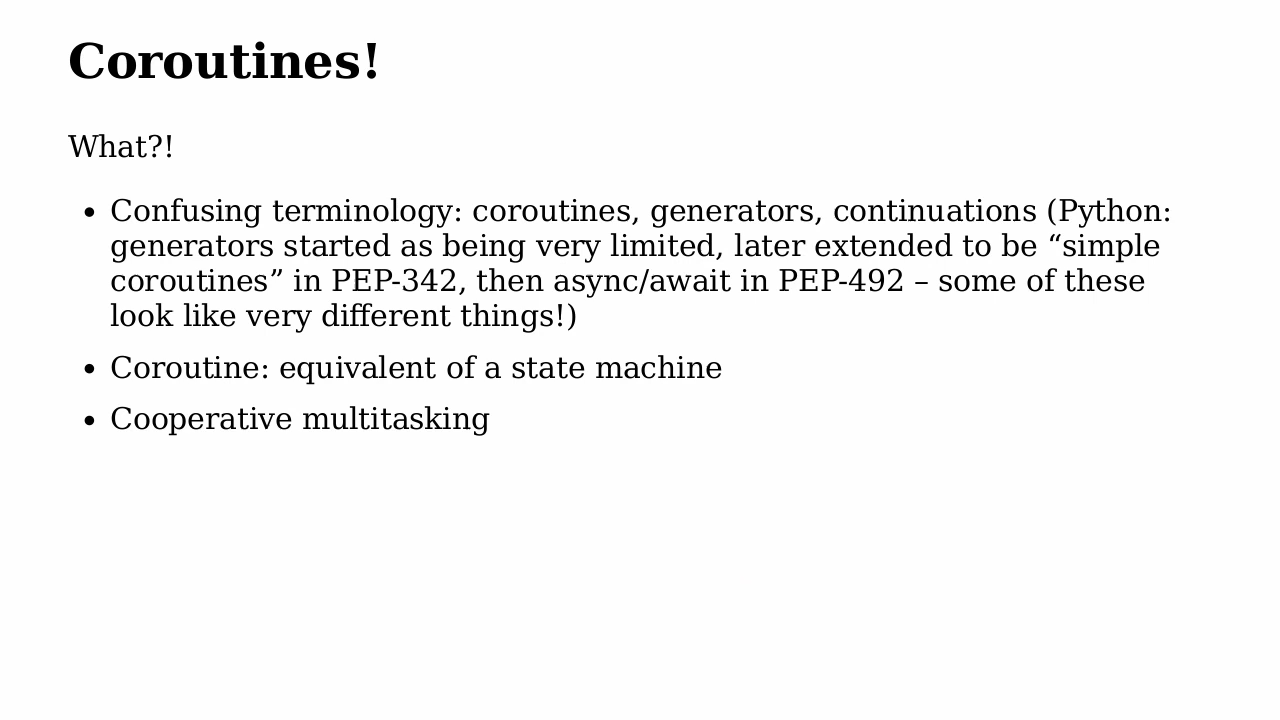 Coroutines!
What?!
• Confusing terminology: coroutines, generators, continuations (Python:
generators started as being very limited, later extended to be “simple
coroutines” in PEP-342, then async/await in PEP-492 – some of these
look like very different things!)
• Coroutine: equivalent of a state machine
• Cooperative multitasking